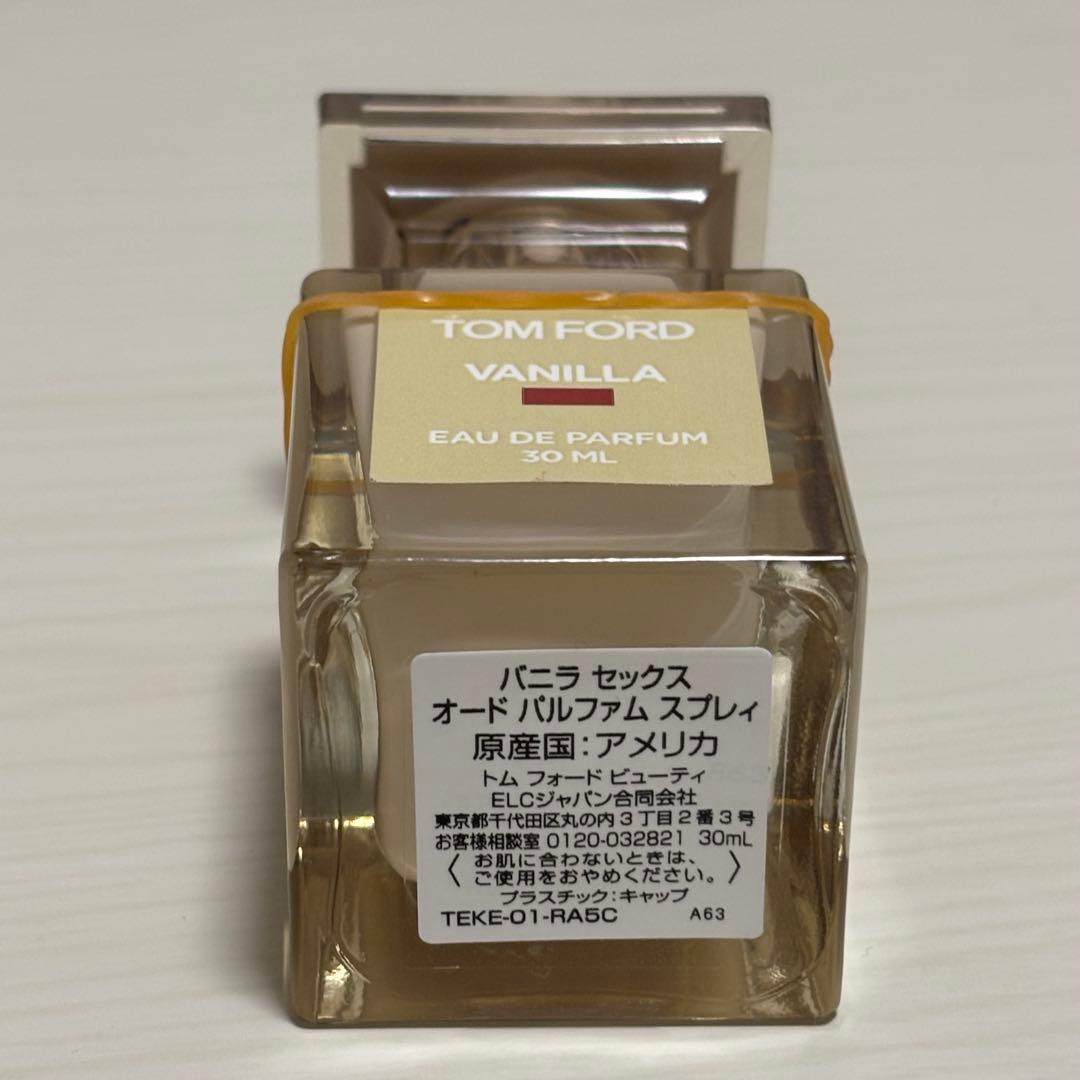 TOM FORD
VANILLA
EAU DE PARFUM
30 ML
バニラ セックス
オード パルファム スプレィ
原産国:アメリカ
トム フォード ビューティ
ELCジャパン合同会社
東京都千代田区丸の内3丁目2番3号
お客様相談室 0120-032821 30mL
〈お肌に合わないときは、
ご使用をおやめください。〉
プラスチック:キャップ
TEKE-01-RA5C A63